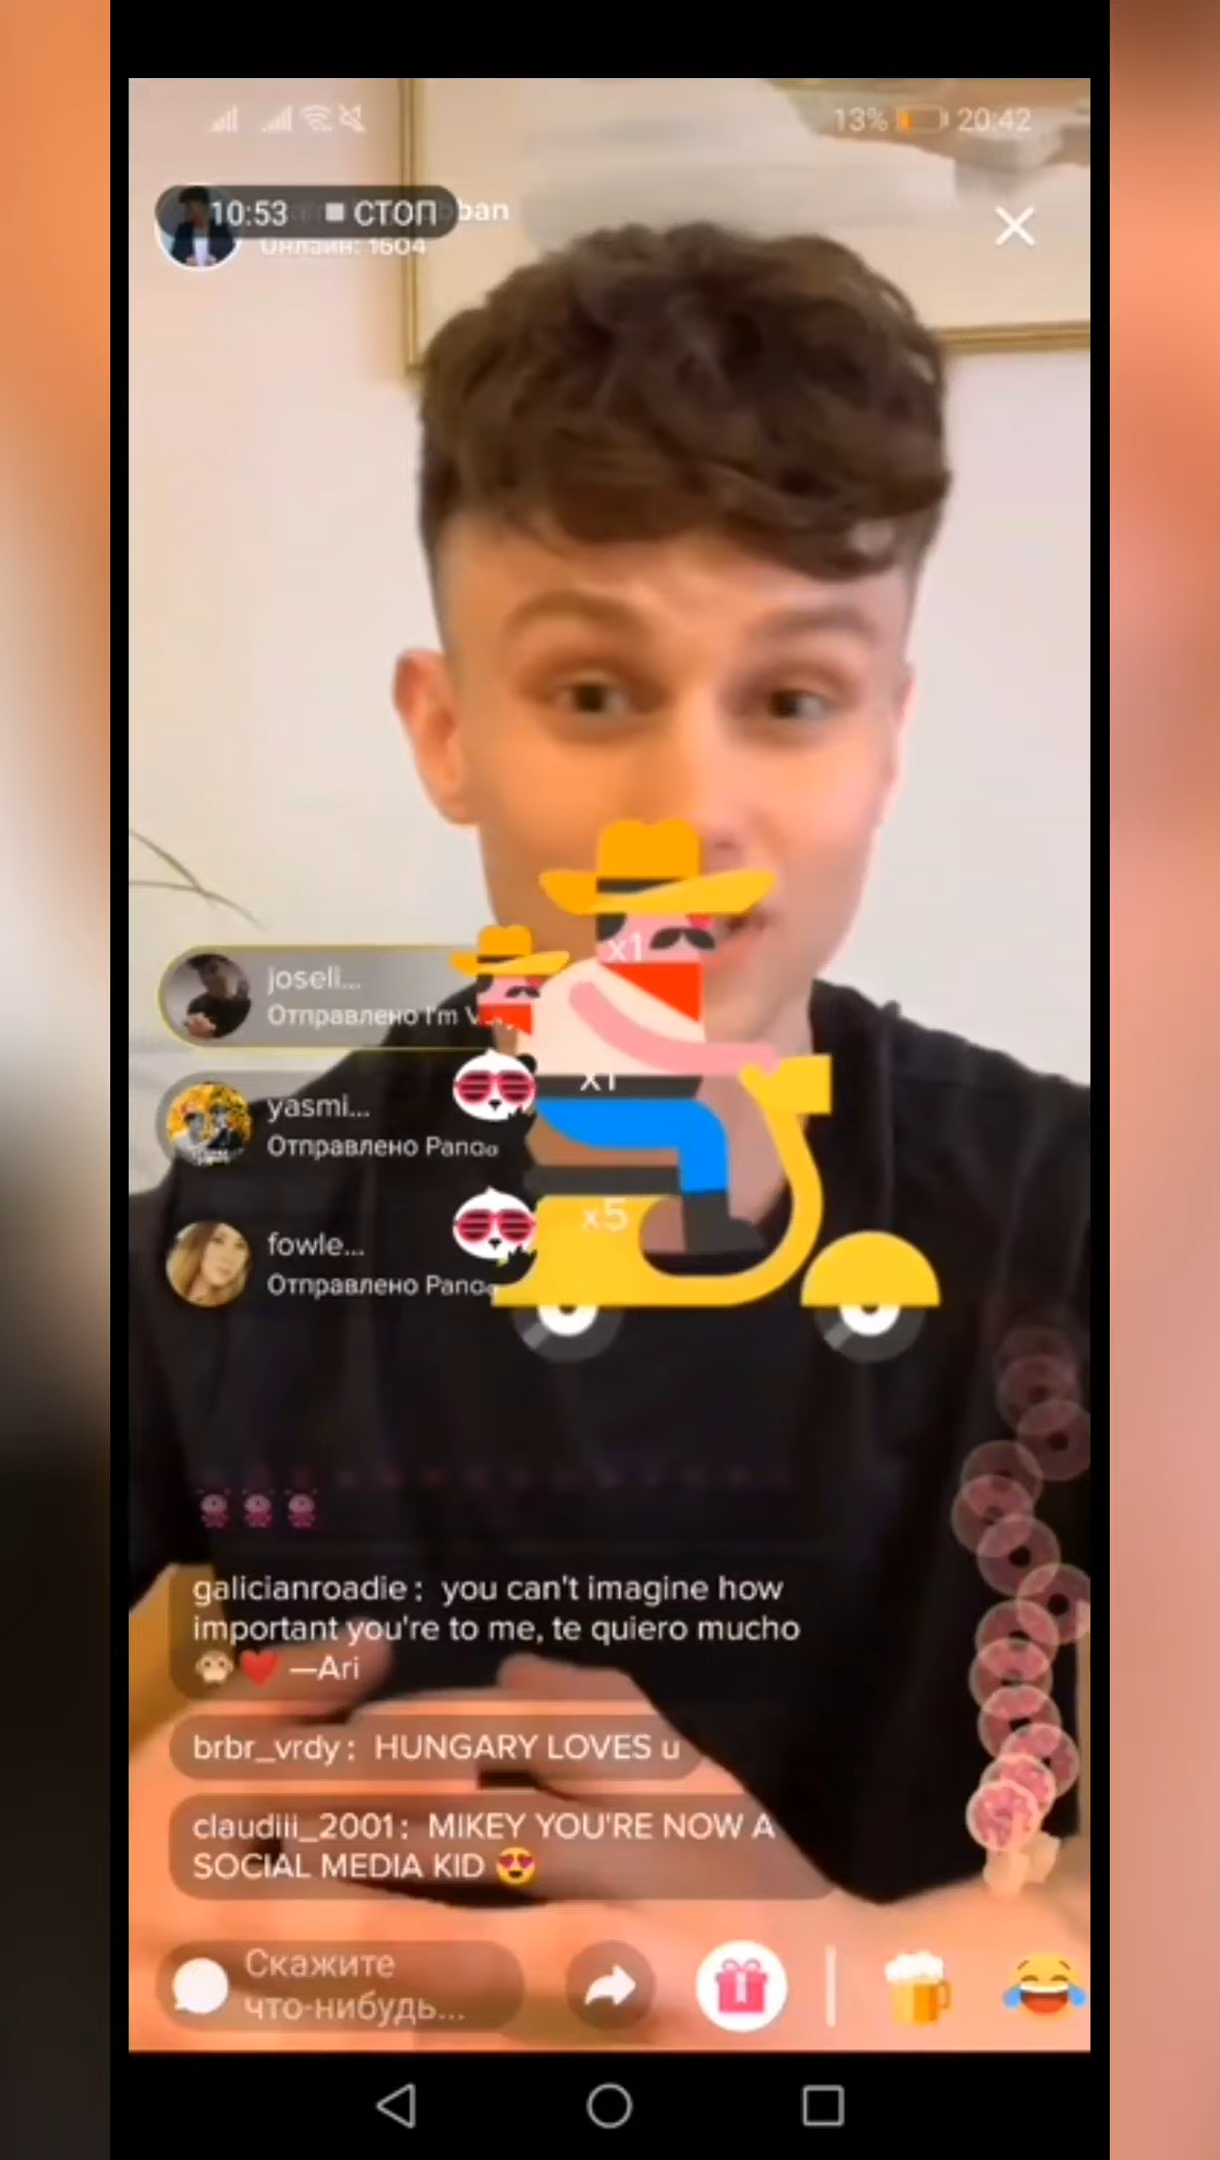 13% 20:42
10:53 СТОП
ban
Онлайн: 1604
joseli...
Отправлено I'm V
x1
yasmi...
Отправлено Panda
x1
fowle...
Отправлено Panda
x5
galicianroadie: you can't imagine how
important you're to me, te quiero mucho
🙊❤️ —Ari
brbr_vrdy: HUNGARY LOVES u
claudiii_2001: MIKEY YOU'RE NOW A
SOCIAL MEDIA KID 😍
Скажите
что-нибудь...